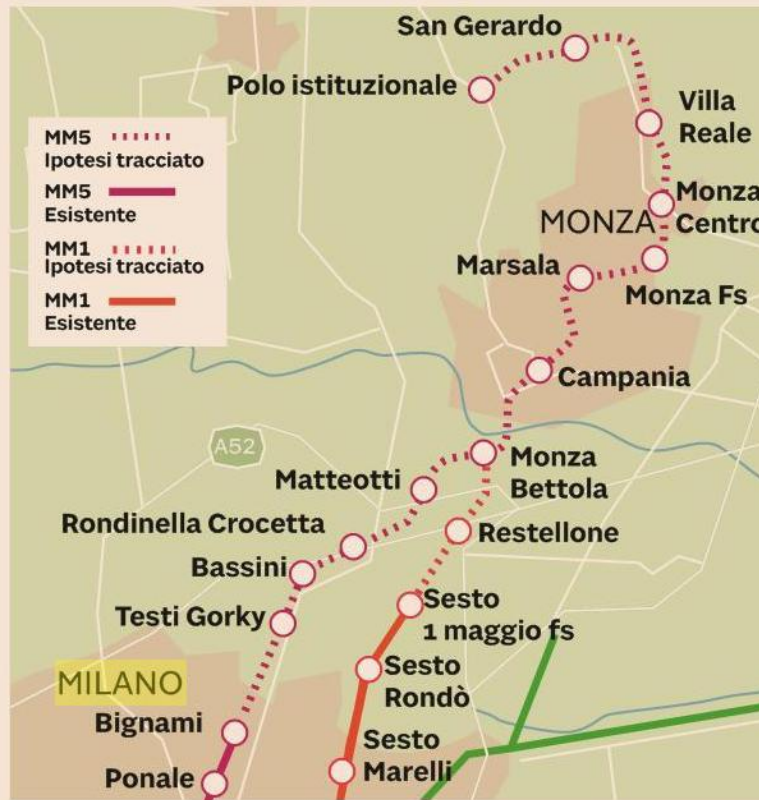 San Gerardo
Polo istituzionale
Villa
Reale
MM5
Ipotesi tracciato
MM5
Esistente
MM1
Ipotesi tracciato
MM1
Esistente
Monza
Centro
MONZA
Marsala
Monza Fs
Campania
A52
Monza
Bettola
Matteotti
Rondinella Crocetta
Restellone
Bassini
Testi Gorky
Sesto
1 maggio fs
MILANO
Sesto
Rondò
Bignami
Sesto
Marelli
Ponale